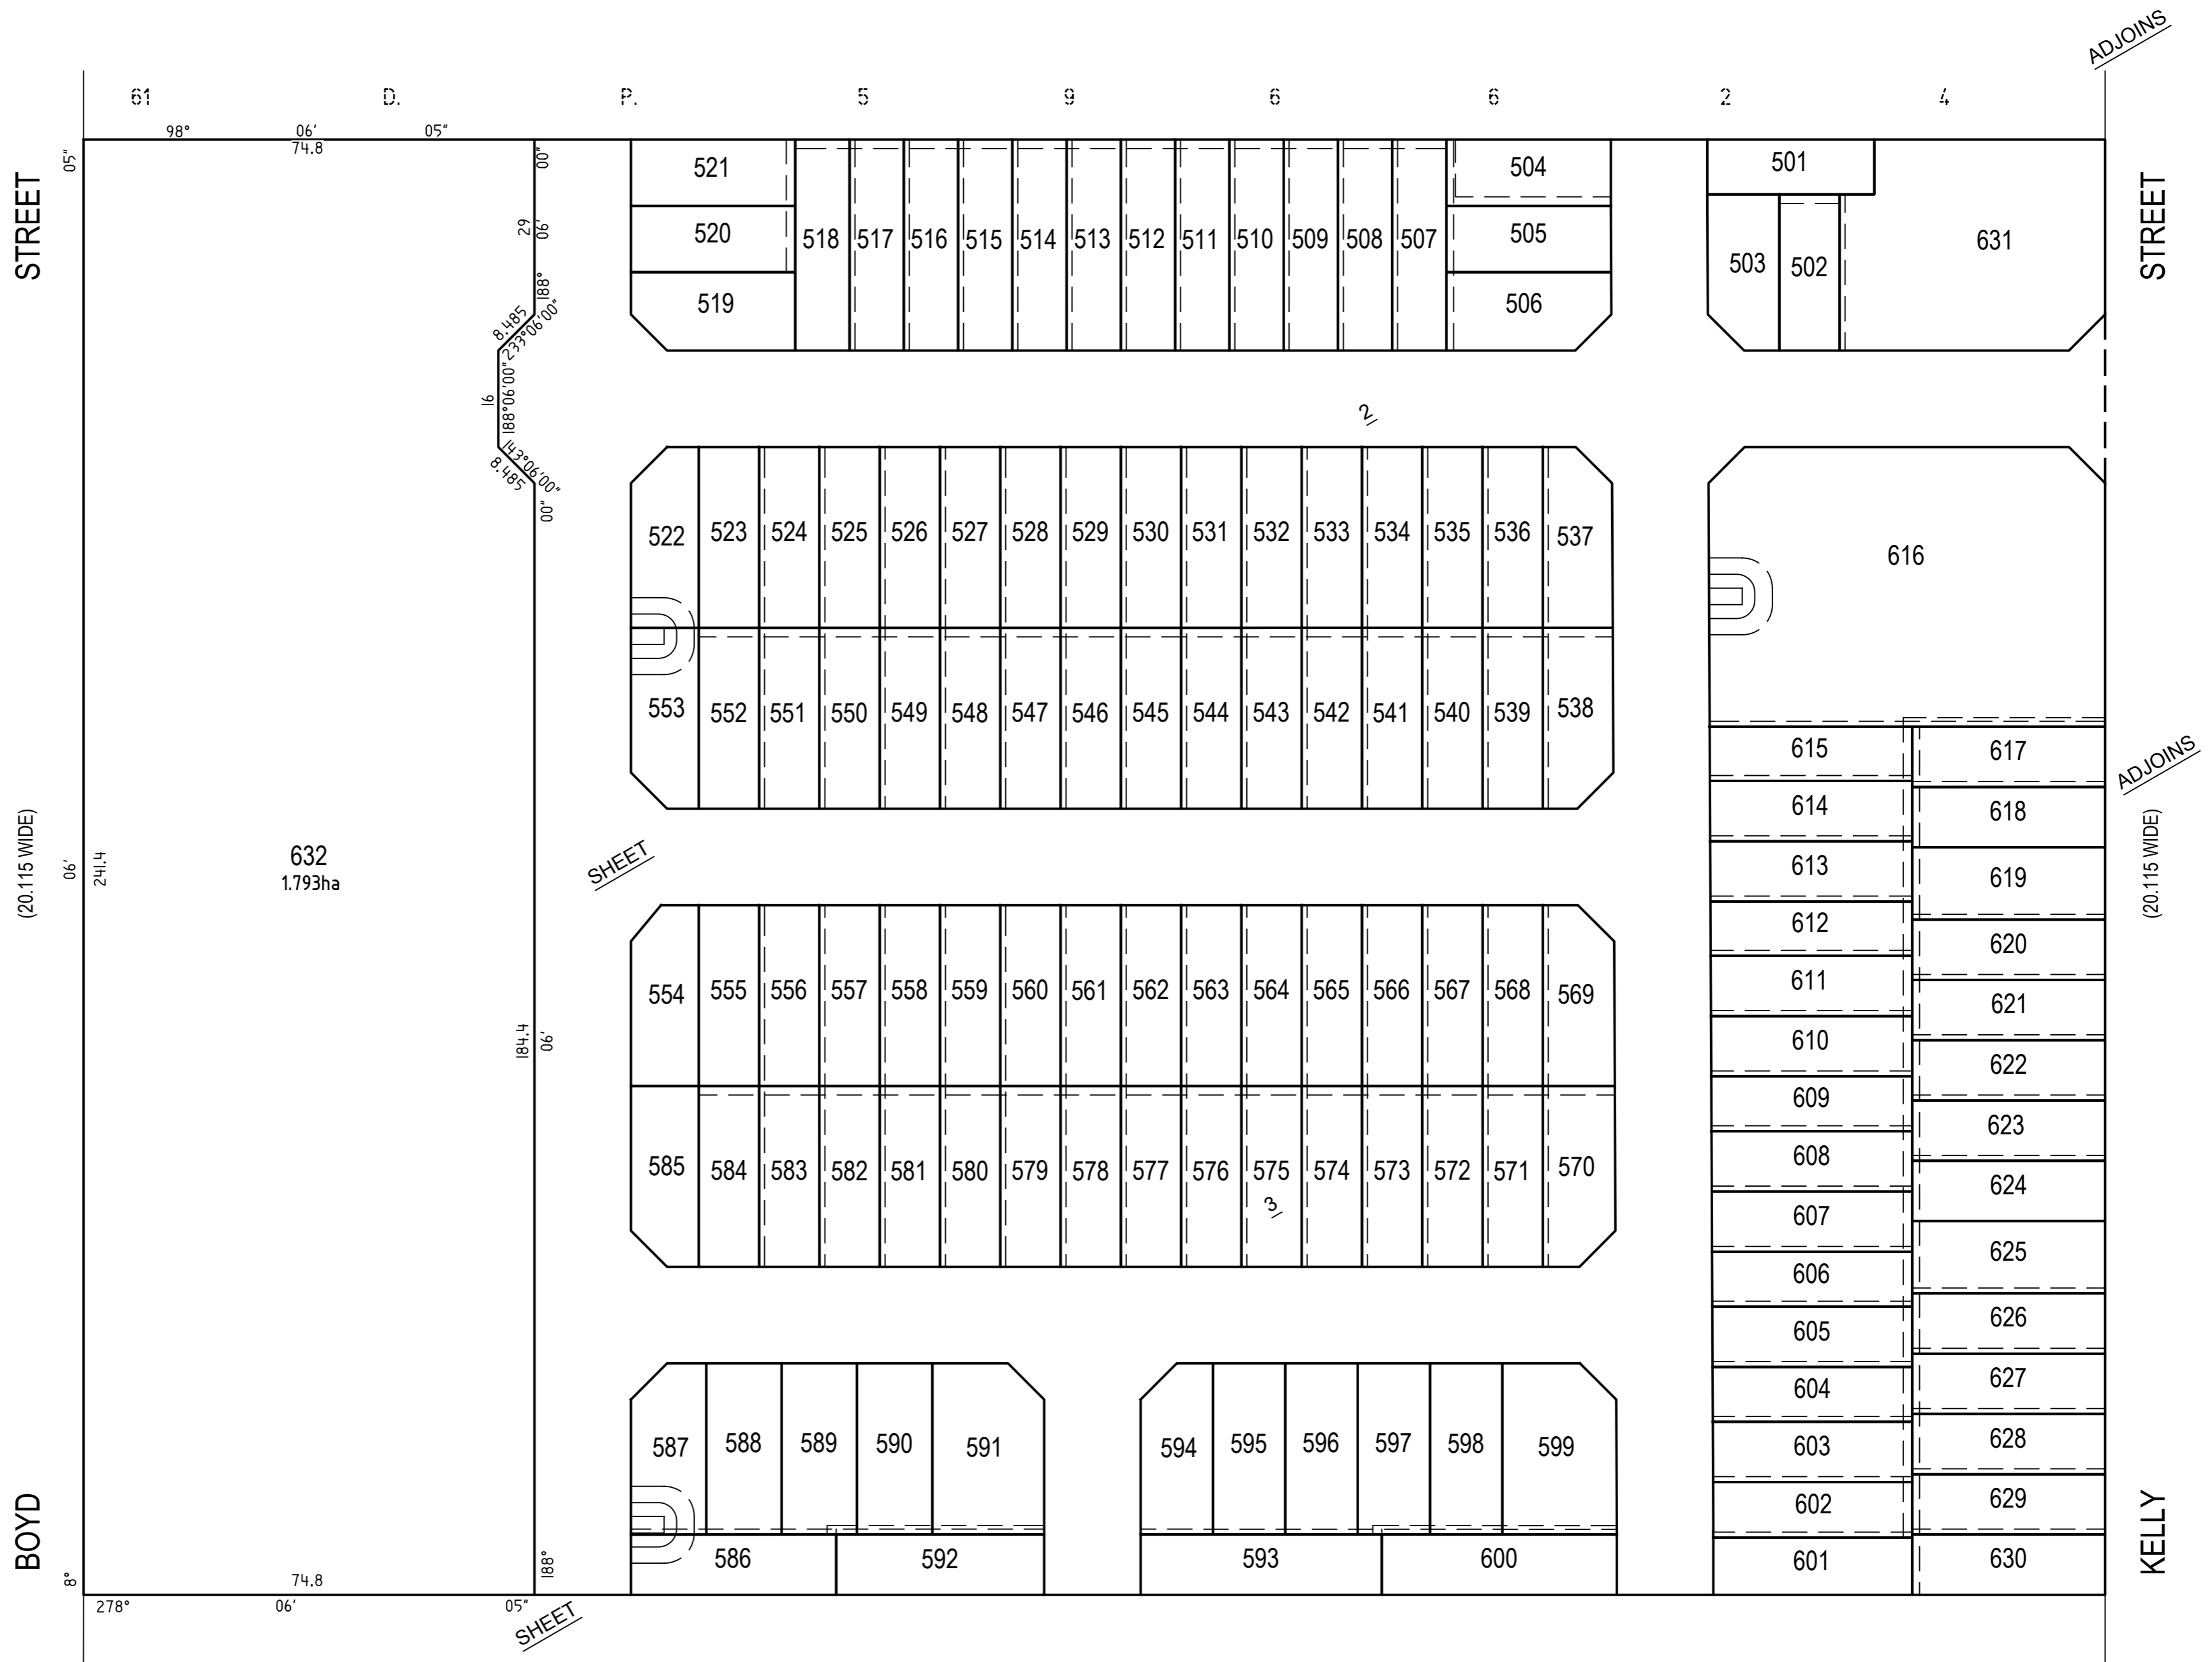 ADJOINS
61 D. P. 5 9 6 6 2 4
98° 06' 05"
74.8
05"
00"
STREET
STREET
521 504 501
520 518 517 516 515 514 513 512 511 510 509 508 507 505 631
29
06'
188°
503 502
519 506
8.485
233°06'00"
16
188°06'00"
2
143°06'00"
8.485
00"
522 523 524 525 526 527 528 529 530 531 532 533 534 535 536 537
616
553 552 551 550 549 548 547 546 545 544 543 542 541 540 539 538
615 617
ADJOINS
614 618
(20.115 WIDE)
06'
241.4
632
1.793ha
SHEET
613 619
(20.115 WIDE)
612 620
554 555 556 557 558 559 560 561 562 563 564 565 566 567 568 569
611 621
184.4
06'
610 622
609 623
585 584 583 582 581 580 579 578 577 576 575 574 573 572 571 570
3
608 624
607 625
606 626
605 627
604 628
587 588 589 590 591 594 595 596 597 598 599
603 629
602
BOYD
KELLY
586 592 593 600 601 630
8°
188°
74.8
278° 06' 05"
SHEET